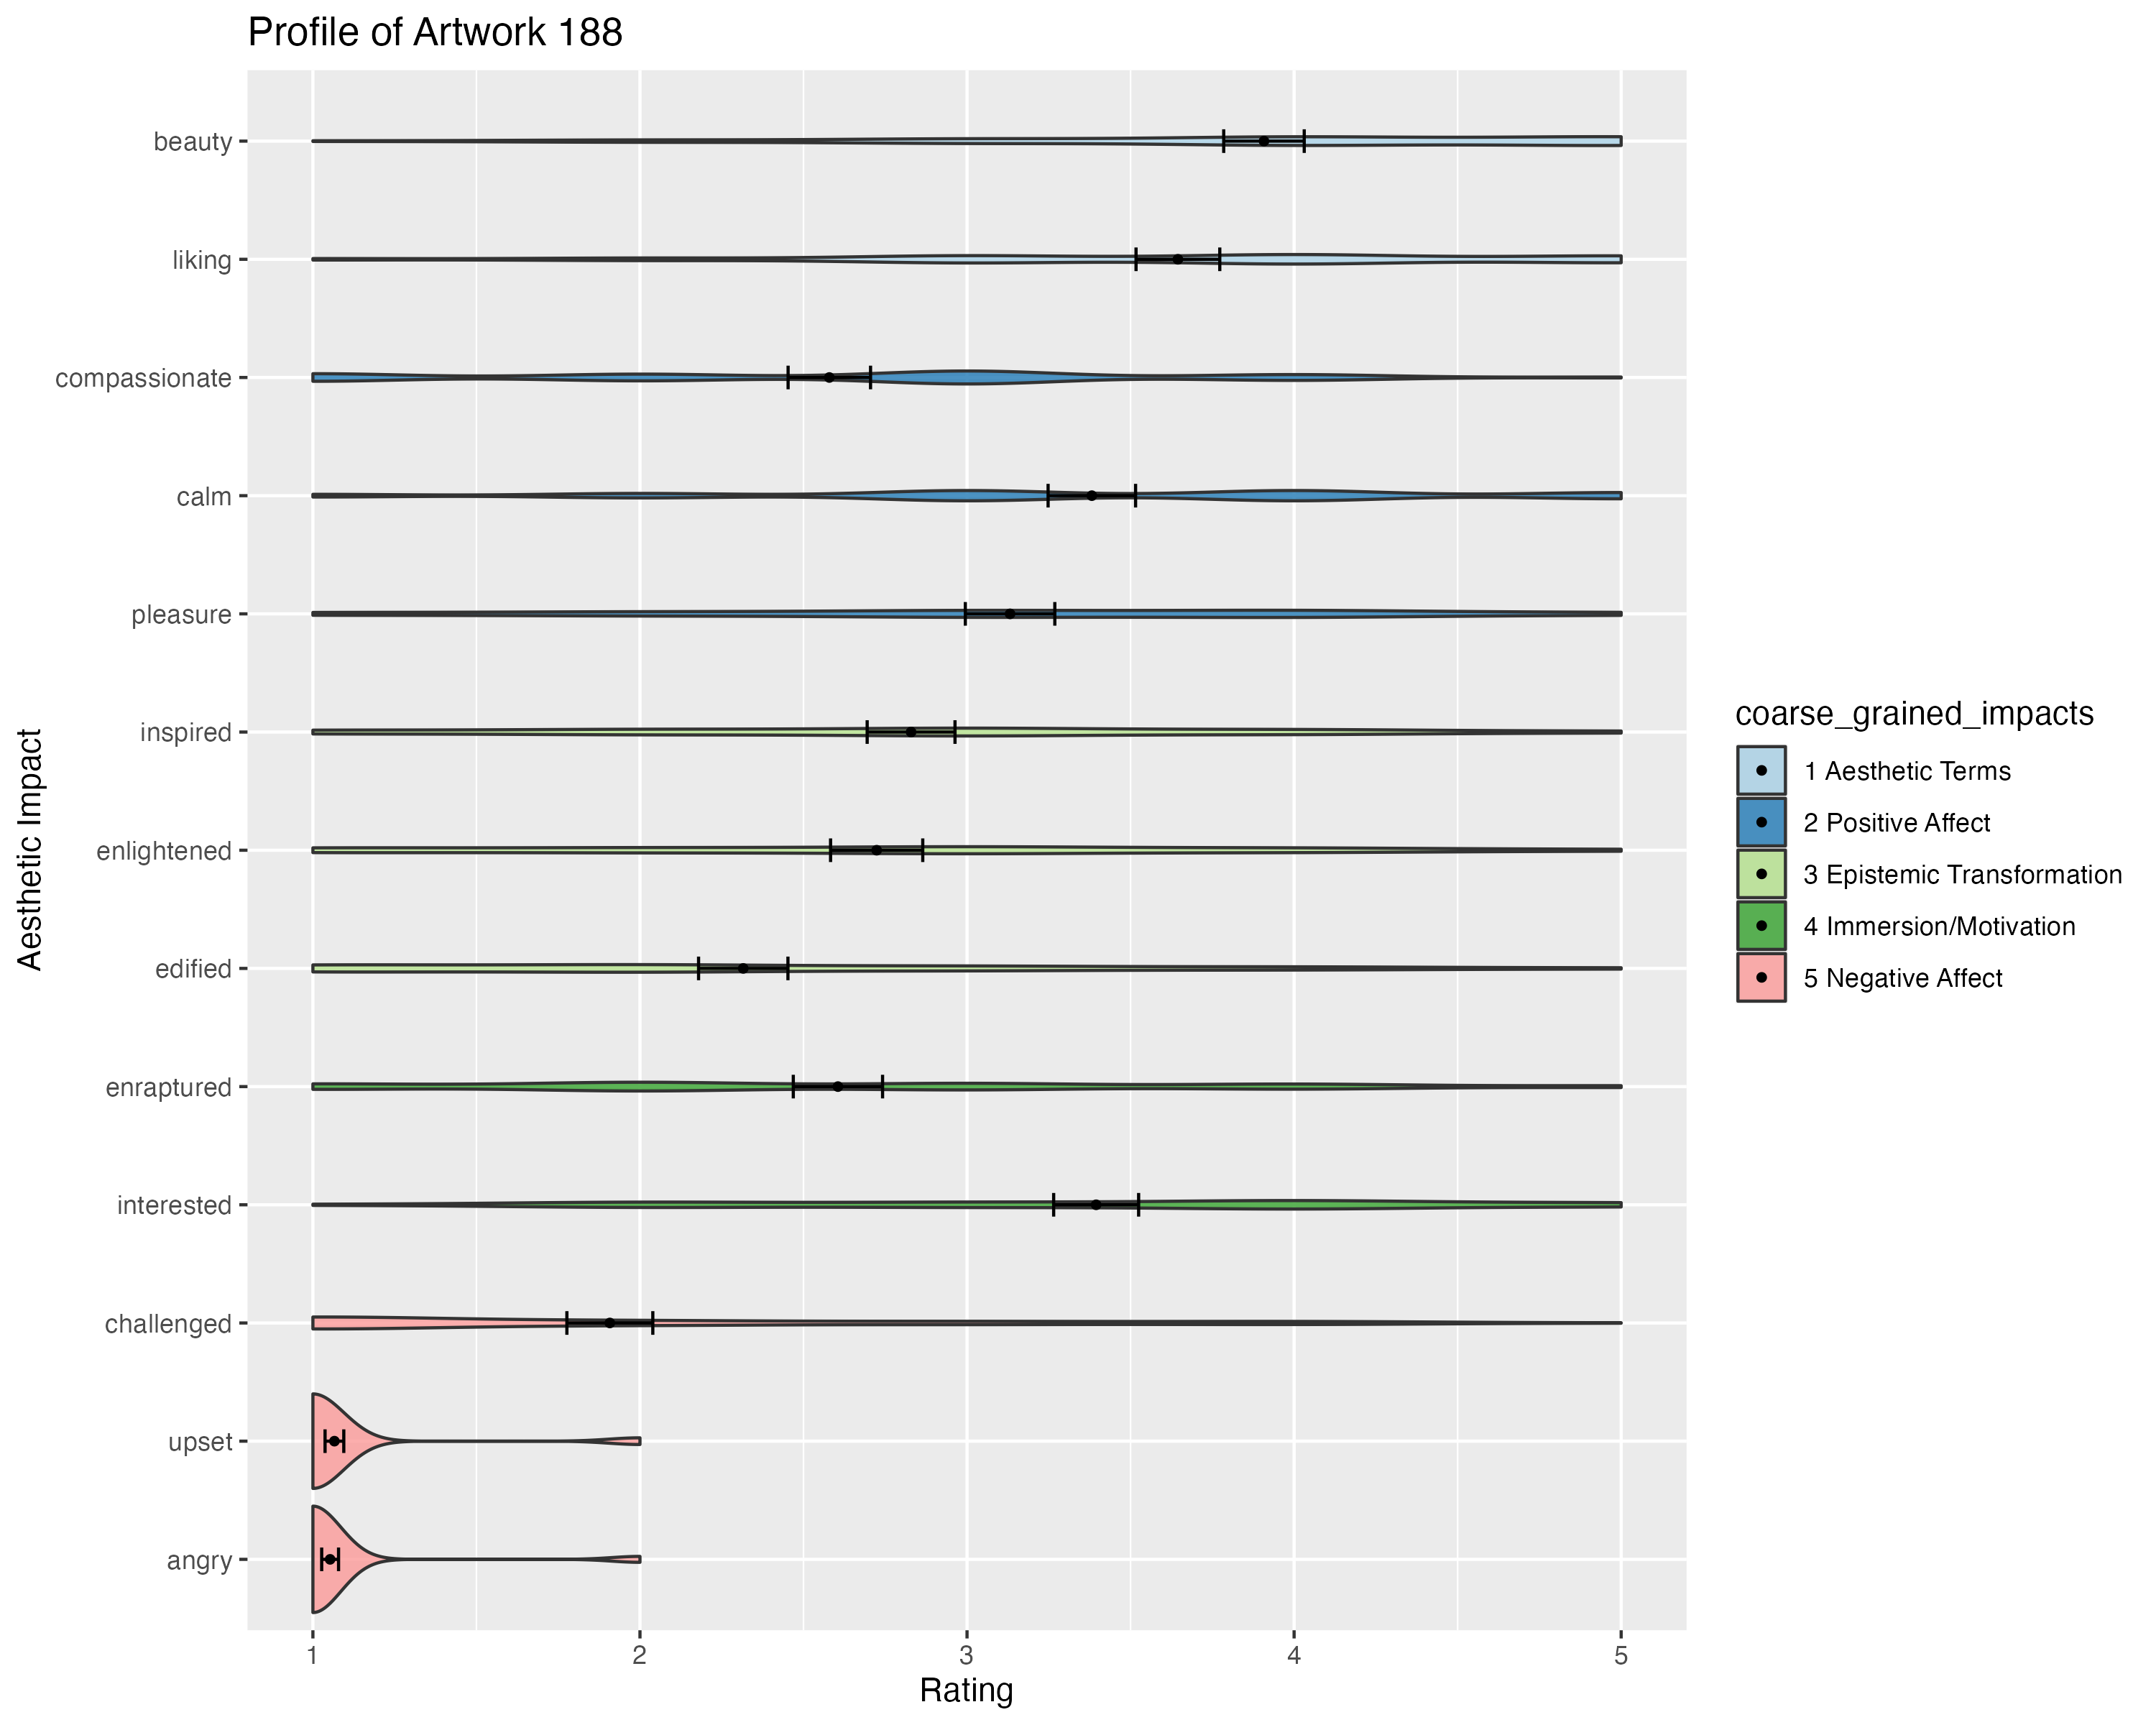 Profile of Artwork 188
beauty
liking
compassionate
calm
pleasure
inspired
enlightened
edified
enraptured
interested
challenged
upset
angry
Aesthetic Impact
1 2 3 4 5
Rating
coarse_grained_impacts
1 Aesthetic Terms
2 Positive Affect
3 Epistemic Transformation
4 Immersion/Motivation
5 Negative Affect